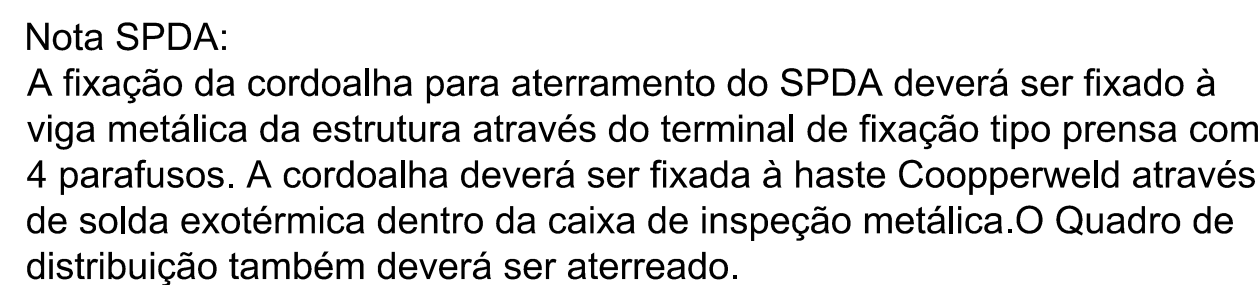 Nota SPDA:
A fixação da cordoalha para aterramento do SPDA deverá ser fixado à
viga metálica da estrutura através do terminal de fixação tipo prensa com
4 parafusos. A cordoalha deverá ser fixada à haste Coopperweld através
de solda exotérmica dentro da caixa de inspeção metálica.O Quadro de
distribuição também deverá ser aterreado.